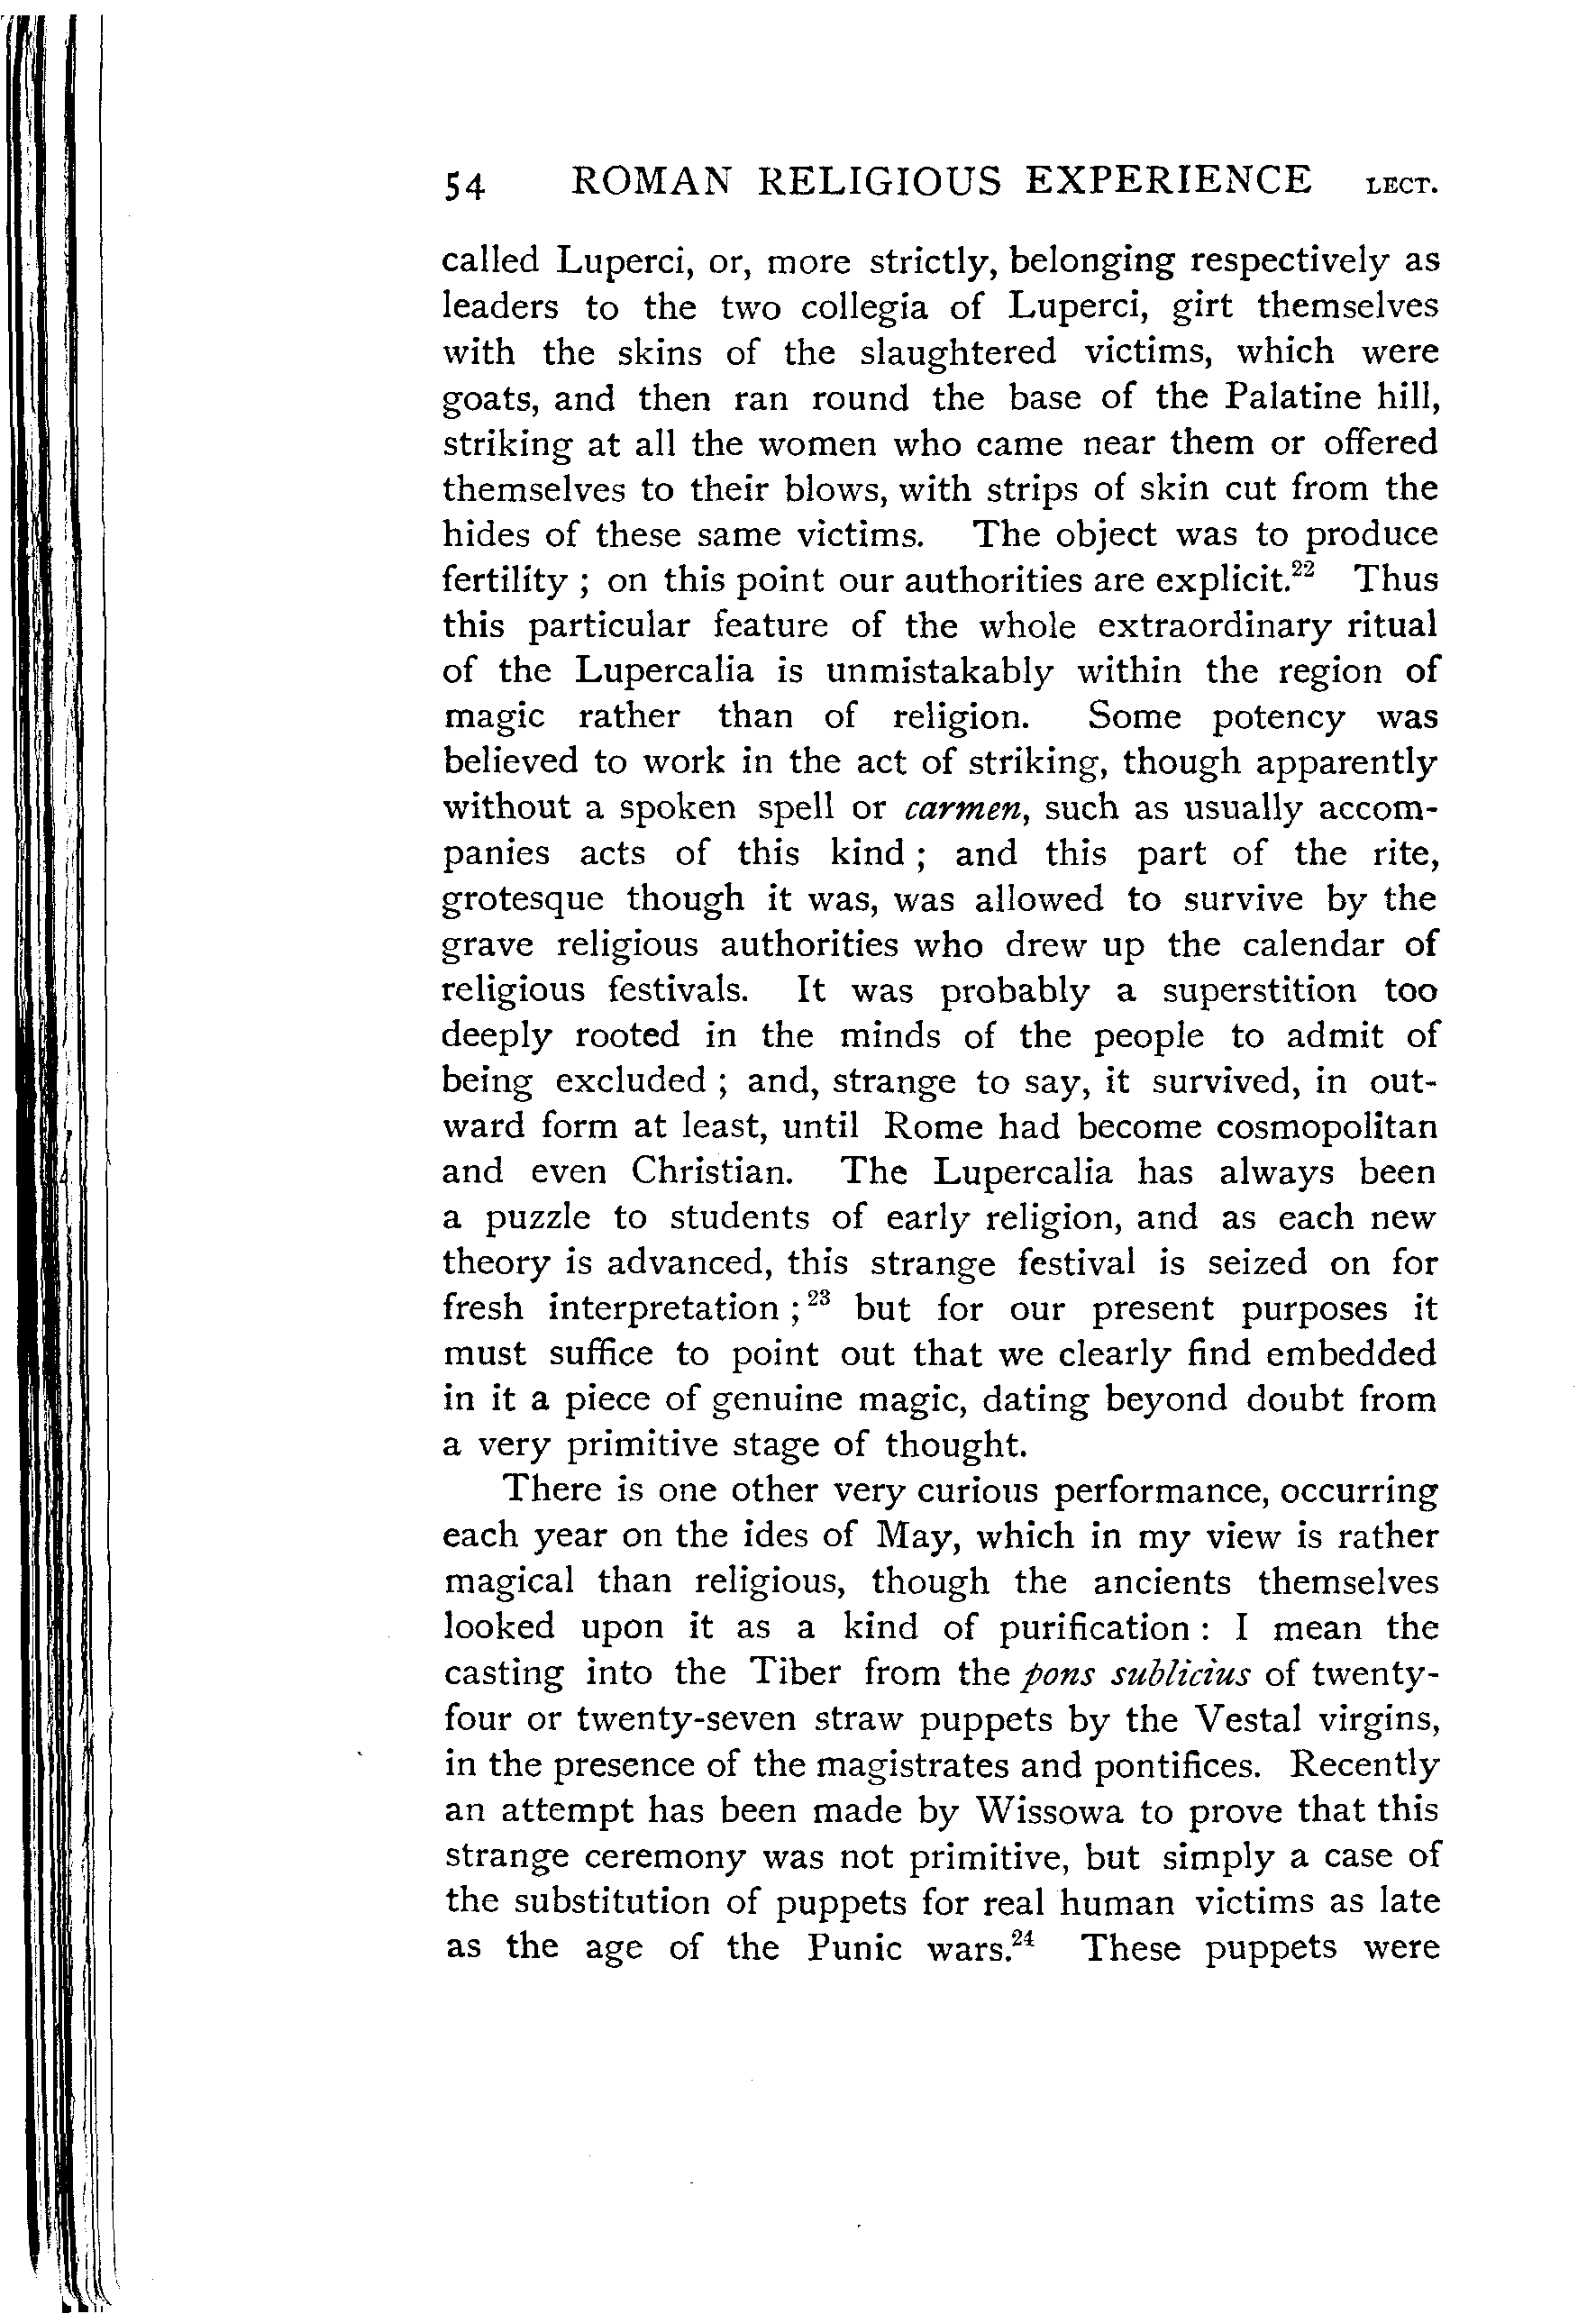 54 ROMAN RELIGIOUS EXPERIENCE LECT.
called Luperci, or, more strictly, belonging respectively as
leaders to the two collegia of Luperci, girt themselves
with the skins of the slaughtered victims, which were
goats, and then ran round the base of the Palatine hill,
striking at all the women who came near them or offered
themselves to their blows, with strips of skin cut from the
hides of these same victims. The object was to produce
fertility ; on this point our authorities are explicit.²² Thus
this particular feature of the whole extraordinary ritual
of the Lupercalia is unmistakably within the region of
magic rather than of religion. Some potency was
believed to work in the act of striking, though apparently
without a spoken spell or carmen, such as usually accom-
panies acts of this kind ; and this part of the rite,
grotesque though it was, was allowed to survive by the
grave religious authorities who drew up the calendar of
religious festivals. It was probably a superstition too
deeply rooted in the minds of the people to admit of
being excluded ; and, strange to say, it survived, in out-
ward form at least, until Rome had become cosmopolitan
and even Christian. The Lupercalia has always been
a puzzle to students of early religion, and as each new
theory is advanced, this strange festival is seized on for
fresh interpretation ;²³ but for our present purposes it
must suffice to point out that we clearly find embedded
in it a piece of genuine magic, dating beyond doubt from
a very primitive stage of thought.
There is one other very curious performance, occurring
each year on the ides of May, which in my view is rather
magical than religious, though the ancients themselves
looked upon it as a kind of purification : I mean the
casting into the Tiber from the pons sublicius of twenty-
four or twenty-seven straw puppets by the Vestal virgins,
in the presence of the magistrates and pontifices. Recently
an attempt has been made by Wissowa to prove that this
strange ceremony was not primitive, but simply a case of
the substitution of puppets for real human victims as late
as the age of the Punic wars.²⁴ These puppets were